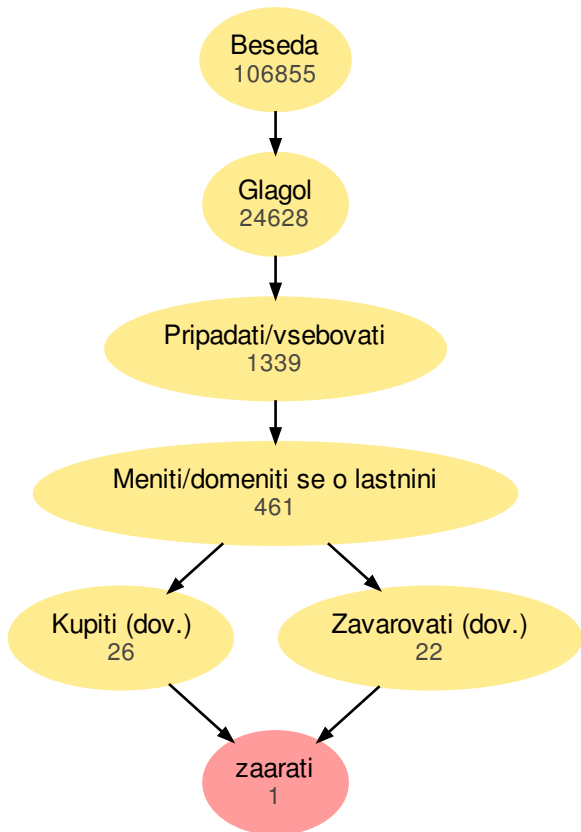 Beseda
106855
Glagol
24628
Pripadati/vsebovati
1339
Meniti/domeniti se o lastnini
461
Kupiti (dov.)
26
Zavarovati (dov.)
22
zaarati
1